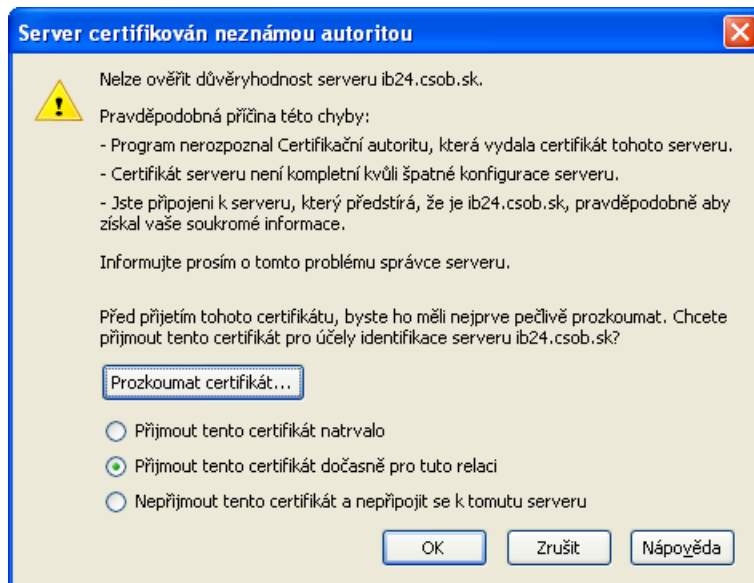 Server certifikován neznámou autoritou
Nelze ověřit důvěryhodnost serveru ib24.csob.sk.
Pravděpodobná příčina této chyby:
- Program nerozpoznal Certifikační autoritu, která vydala certifikát tohoto serveru.
- Certifikát serveru není kompletní kvůli špatné konfigurace serveru.
- Jste připojeni k serveru, který předstírá, že je ib24.csob.sk, pravděpodobně aby
získal vaše soukromé informace.
Informujte prosím o tomto problému správce serveru.
Před přijetím tohoto certifikátu, byste ho měli nejprve pečlivě prozkoumat. Chcete
přijmout tento certifikát pro účely identifikace serveru ib24.csob.sk?
Prozkoumat certifikát...
Přijmout tento certifikát natrvalo
Přijmout tento certifikát dočasně pro tuto relaci
Nepřijmout tento certifikát a nepřipojit se k tomutu serveru
OK Zrušit Nápověda